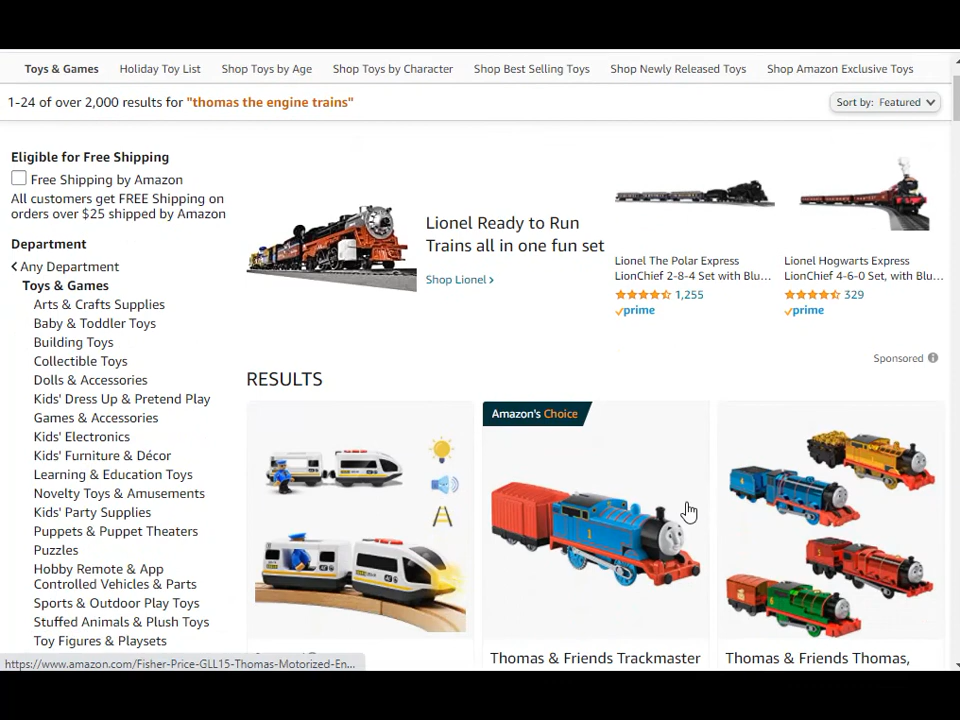 Toys & Games Holiday Toy List Shop Toys by Age Shop Toys by Character Shop Best Selling Toys Shop Newly Released Toys Shop Amazon Exclusive Toys
1-24 of over 2,000 results for "thomas the engine trains"
Sort by: Featured
Eligible for Free Shipping
Free Shipping by Amazon
All customers get FREE Shipping on
orders over $25 shipped by Amazon
Department
Any Department
Toys & Games
Arts & Crafts Supplies
Baby & Toddler Toys
Building Toys
Collectible Toys
Dolls & Accessories
Kids' Dress Up & Pretend Play
Games & Accessories
Kids' Electronics
Kids' Furniture & Décor
Learning & Education Toys
Novelty Toys & Amusements
Kids' Party Supplies
Puppets & Puppet Theaters
Puzzles
Hobby Remote & App
Controlled Vehicles & Parts
Sports & Outdoor Play Toys
Stuffed Animals & Plush Toys
Toy Figures & Playsets
https://www.amazon.com/Fisher-Price-GLL15-Thomas-Motorized-En...
Lionel Ready to Run
Trains all in one fun set
Shop Lionel
Lionel The Polar Express
LionChief 2-8-4 Set with Blu...
1,255
prime
Lionel Hogwarts Express
LionChief 4-6-0 Set, with Blu...
329
prime
Sponsored
RESULTS
Amazon's Choice
Thomas & Friends Trackmaster
Thomas & Friends Thomas,